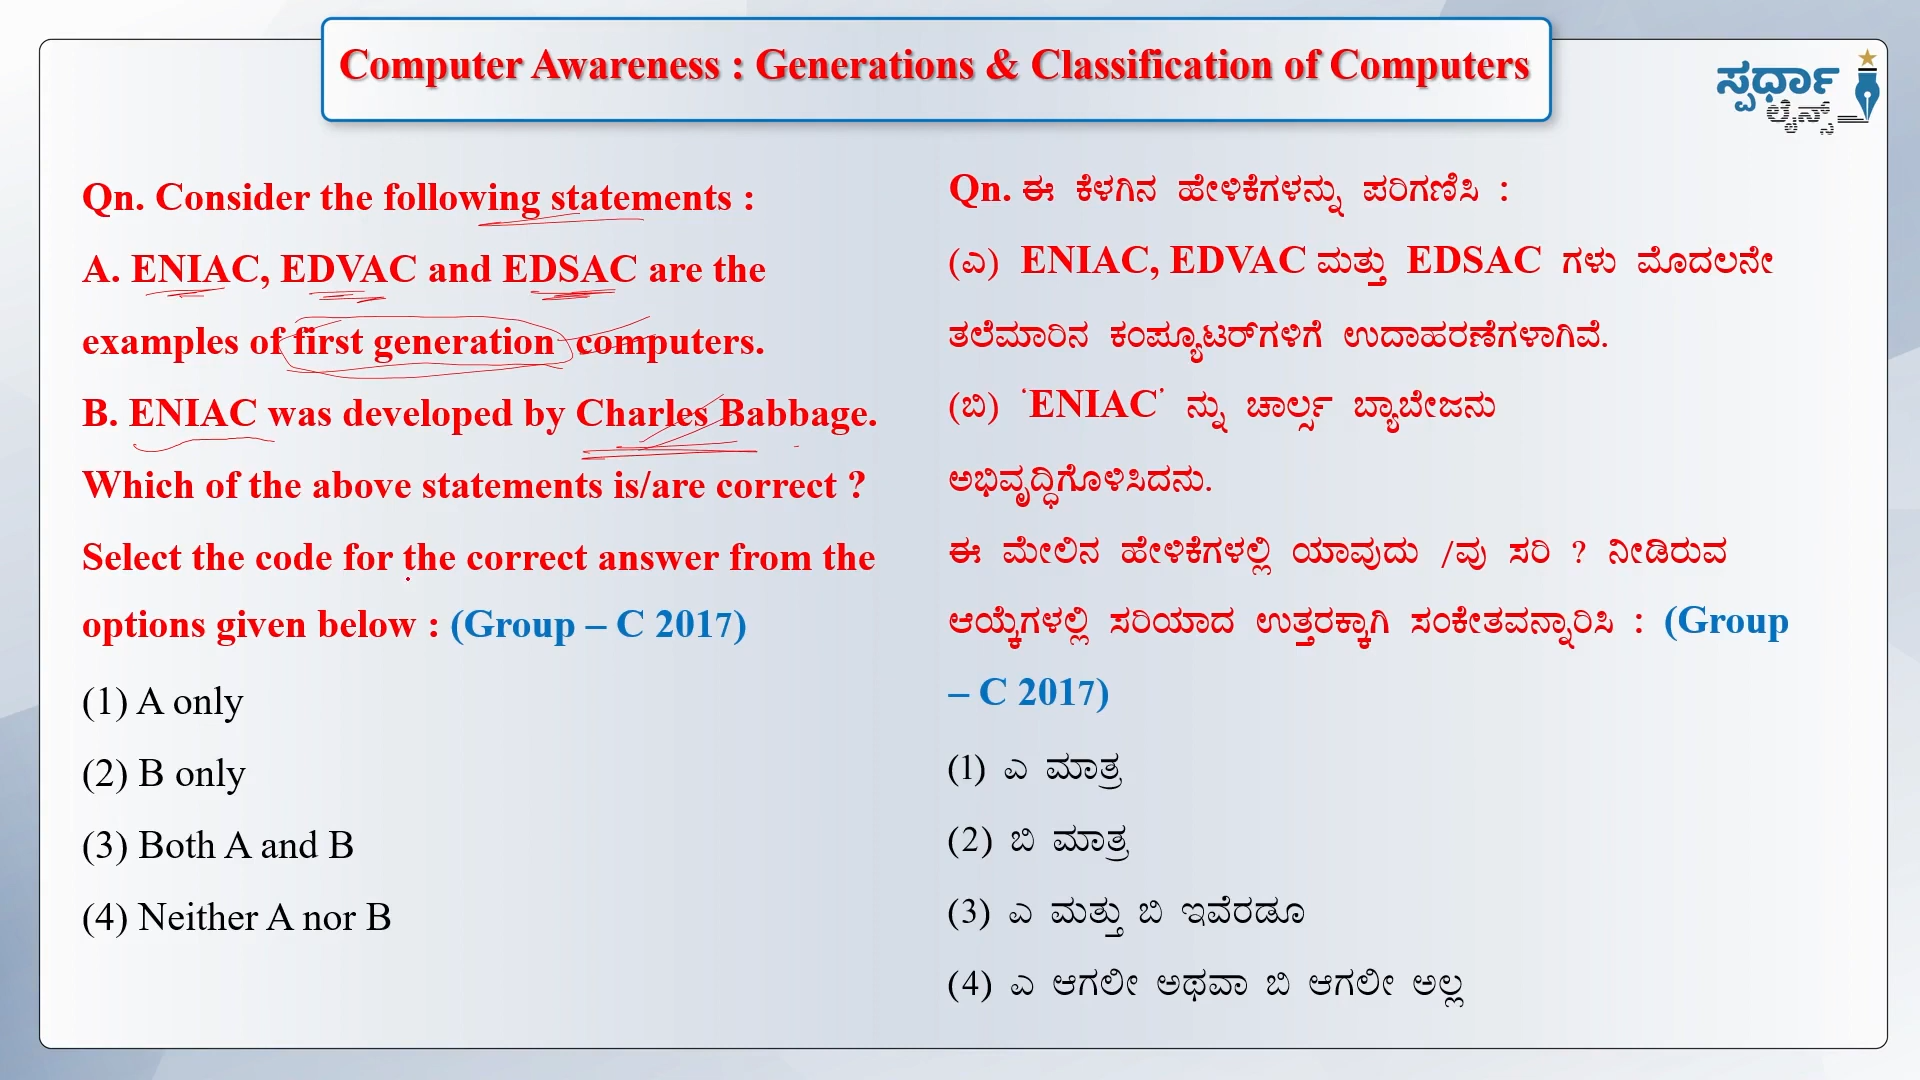 Computer Awareness : Generations & Classification of Computers
ಸ್ಪರ್ಧಾ
ಲೈನ್ಸ್
Qn. Consider the following statements :
A. ENIAC, EDVAC and EDSAC are the
examples of first generation computers.
B. ENIAC was developed by Charles Babbage.
Which of the above statements is/are correct ?
Select the code for the correct answer from the
options given below : (Group – C 2017)
(1) A only
(2) B only
(3) Both A and B
(4) Neither A nor B
Qn. ಈ ಕೆಳಗಿನ ಹೇಳಿಕೆಗಳನ್ನು ಪರಿಗಣಿಸಿ :
(ಎ) ENIAC, EDVAC ಮತ್ತು EDSAC ಗಳು ಮೊದಲನೇ
ತಲೆಮಾರಿನ ಕಂಪ್ಯೂಟರ್‌ಗಳಿಗೆ ಉದಾಹರಣೆಗಳಾಗಿವೆ.
(ಬಿ) 'ENIAC' ನ್ನು ಚಾರ್ಲ್ಸ್ ಬ್ಯಾಬೇಜನು
ಅಭಿವೃದ್ಧಿಗೊಳಿಸಿದನು.
ಈ ಮೇಲಿನ ಹೇಳಿಕೆಗಳಲ್ಲಿ ಯಾವುದು /ವು ಸರಿ ? ನೀಡಿರುವ
ಆಯ್ಕೆಗಳಲ್ಲಿ ಸರಿಯಾದ ಉತ್ತರಕ್ಕಾಗಿ ಸಂಕೇತವನ್ನಾರಿಸಿ : (Group
– C 2017)
(1) ಎ ಮಾತ್ರ
(2) ಬಿ ಮಾತ್ರ
(3) ಎ ಮತ್ತು ಬಿ ಇವೆರಡೂ
(4) ಎ ಆಗಲೀ ಅಥವಾ ಬಿ ಆಗಲೀ ಅಲ್ಲ